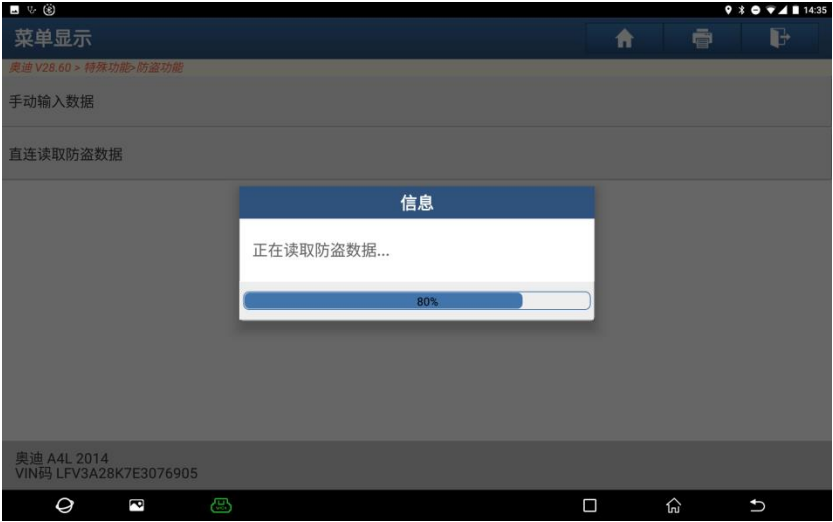 14:35
菜单显示
奥迪 V28.60 > 特殊功能>防盗功能
手动输入数据
直连读取防盗数据
信息
正在读取防盗数据...
80%
奥迪 A4L 2014
VIN码 LFV3A28K7E3076905